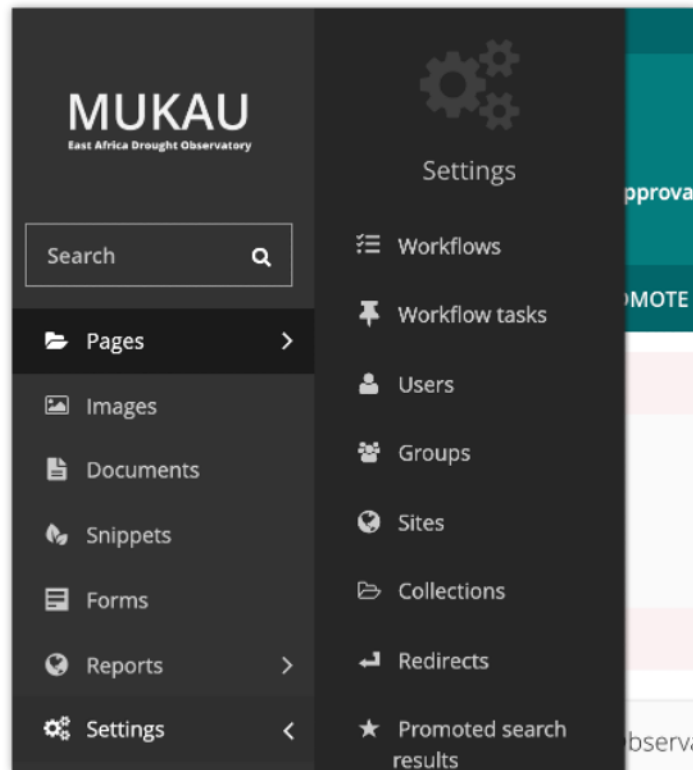 MUKAU
East Africa Drought Observatory
Search
Pages
Images
Documents
Snippets
Forms
Reports
Settings
Settings
Workflows
Workflow tasks
Users
Groups
Sites
Collections
Redirects
Promoted search
results